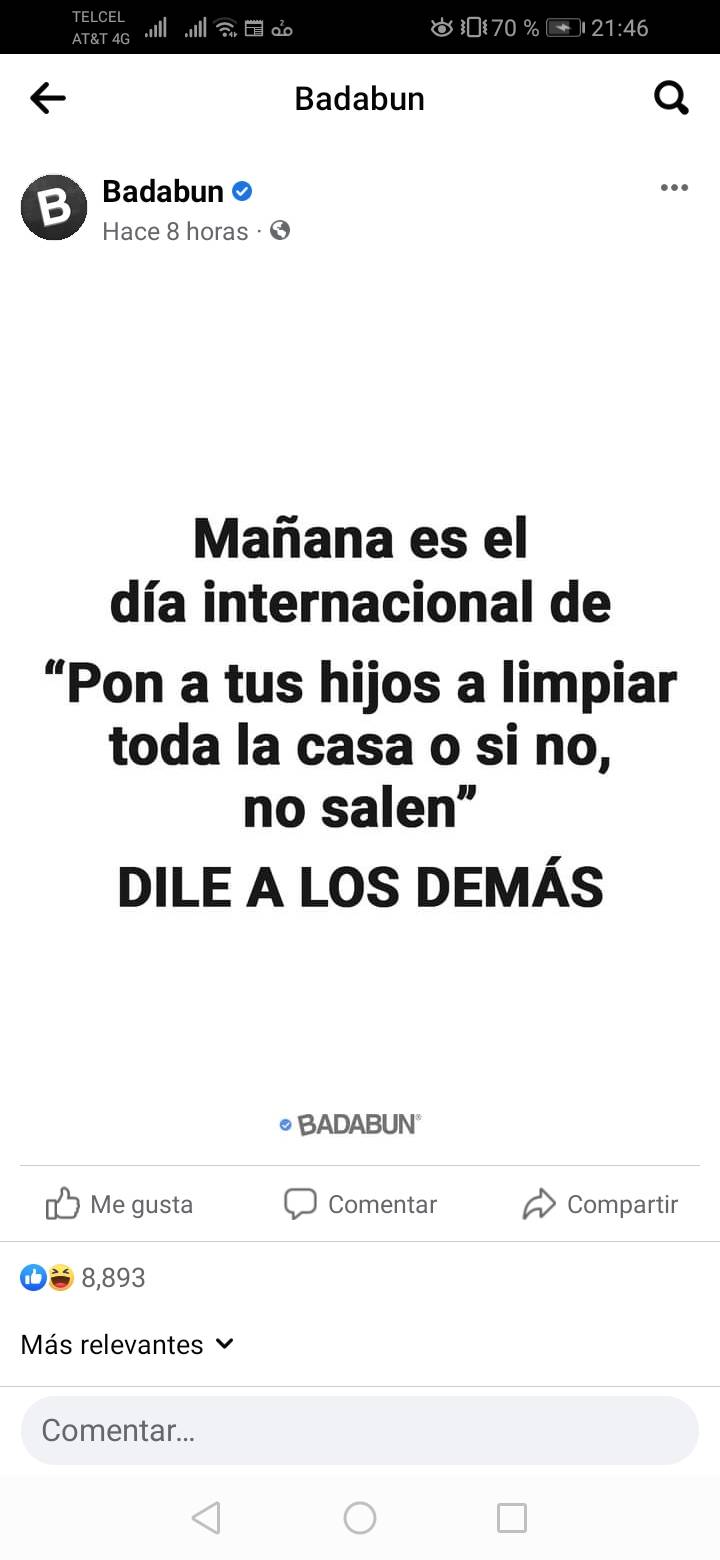 TELCEL
AT&T 4G
70 %
21:46
Badabun
B
Badabun
Hace 8 horas ·
Mañana es el
día internacional de
“Pon a tus hijos a limpiar
toda la casa o si no,
no salen”
DILE A LOS DEMÁS
BADABUN®
Me gusta
Comentar
Compartir
8,893
Más relevantes
Comentar...